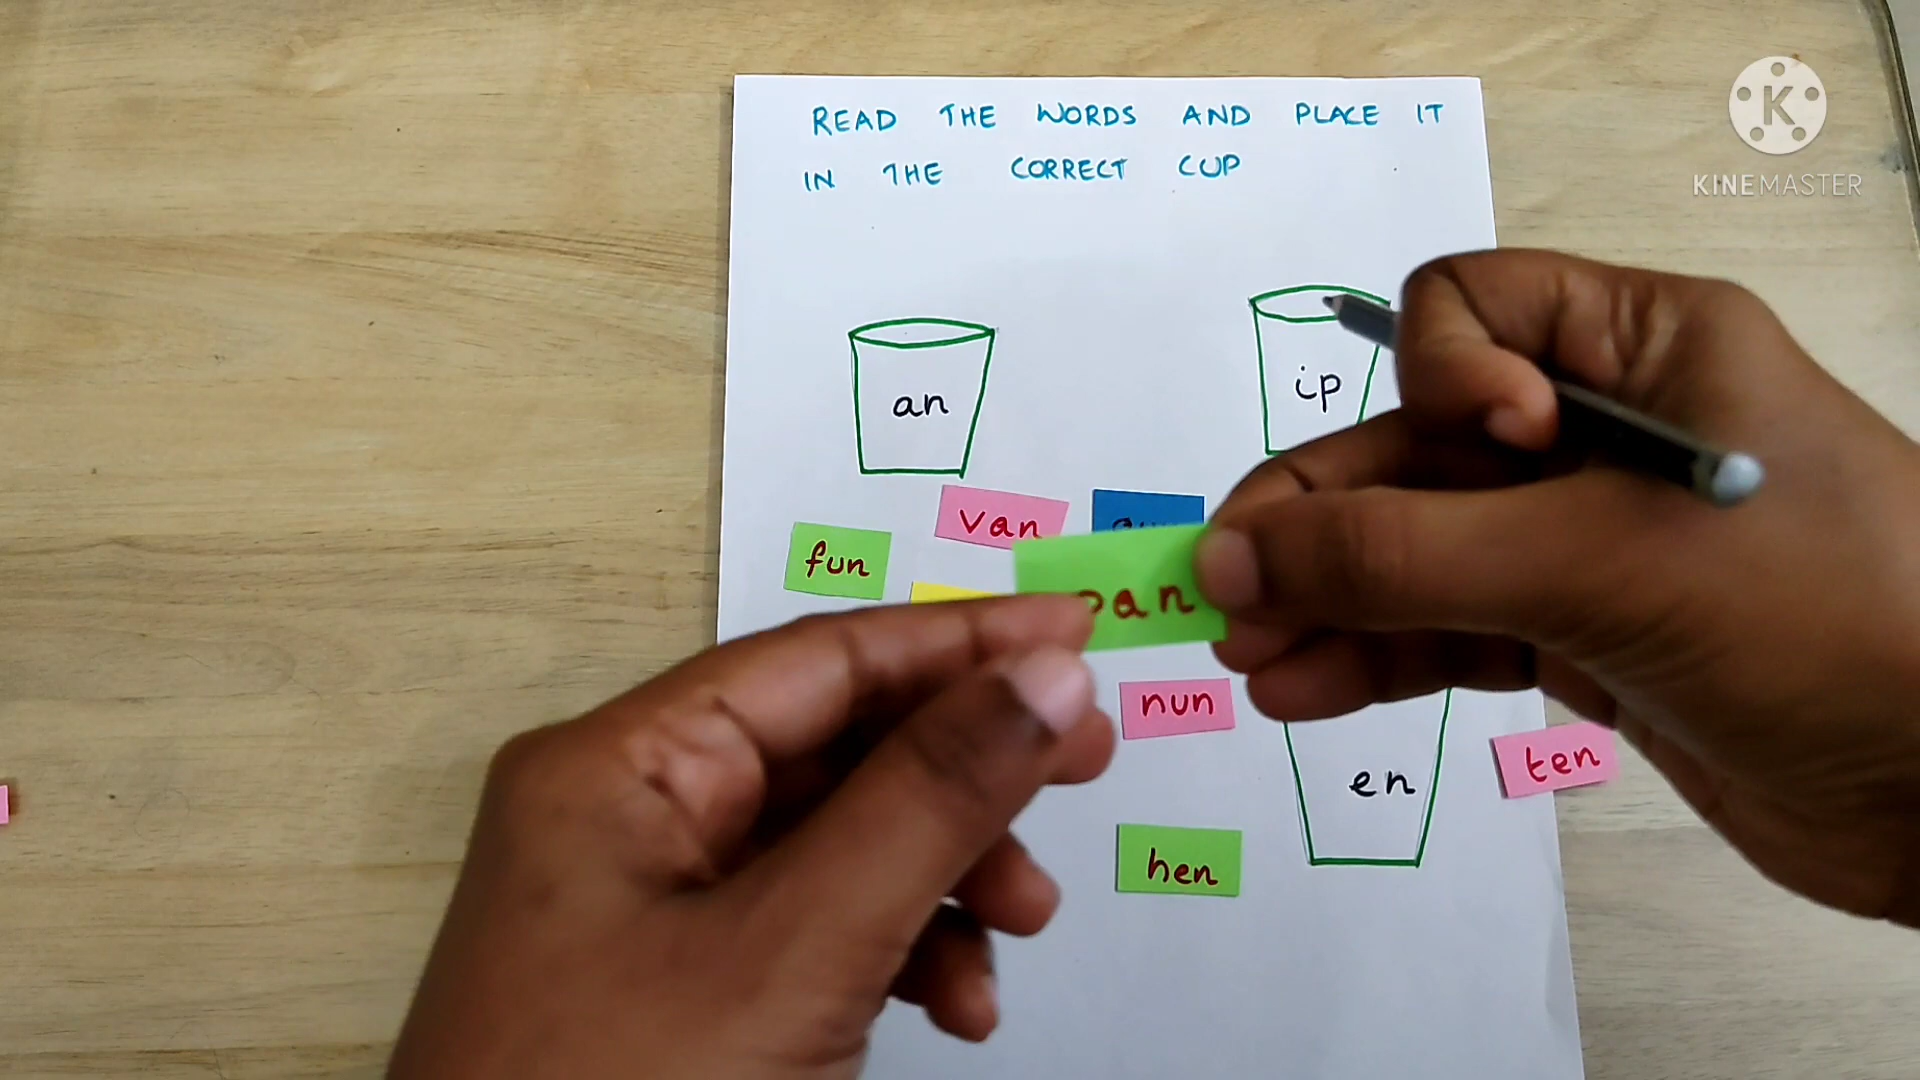 READ THE WORDS AND PLACE IT
IN THE CORRECT CUP
KINEMASTER
an
ip
van
fun
nun
en
ten
hen